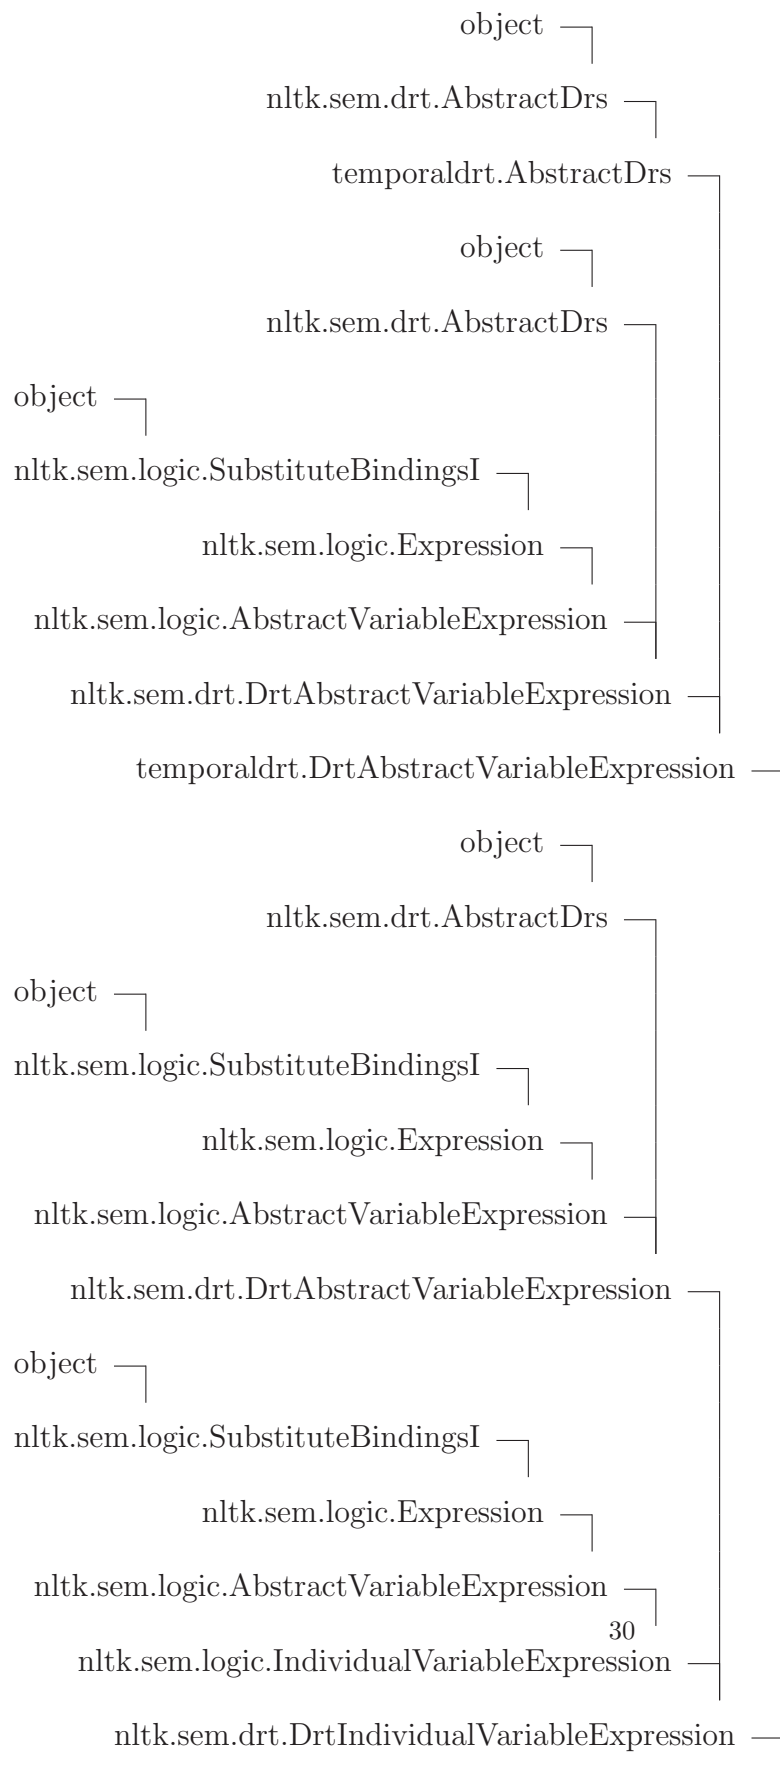 object
nltk.sem.drt.AbstractDrs
temporaldrt.AbstractDrs
object
nltk.sem.drt.AbstractDrs
object
nltk.sem.logic.SubstituteBindingsI
nltk.sem.logic.Expression
nltk.sem.logic.AbstractVariableExpression
nltk.sem.drt.DrtAbstractVariableExpression
temporaldrt.DrtAbstractVariableExpression
object
nltk.sem.drt.AbstractDrs
object
nltk.sem.logic.SubstituteBindingsI
nltk.sem.logic.Expression
nltk.sem.logic.AbstractVariableExpression
nltk.sem.drt.DrtAbstractVariableExpression
object
nltk.sem.logic.SubstituteBindingsI
nltk.sem.logic.Expression
nltk.sem.logic.AbstractVariableExpression
30
nltk.sem.logic.IndividualVariableExpression
nltk.sem.drt.DrtIndividualVariableExpression